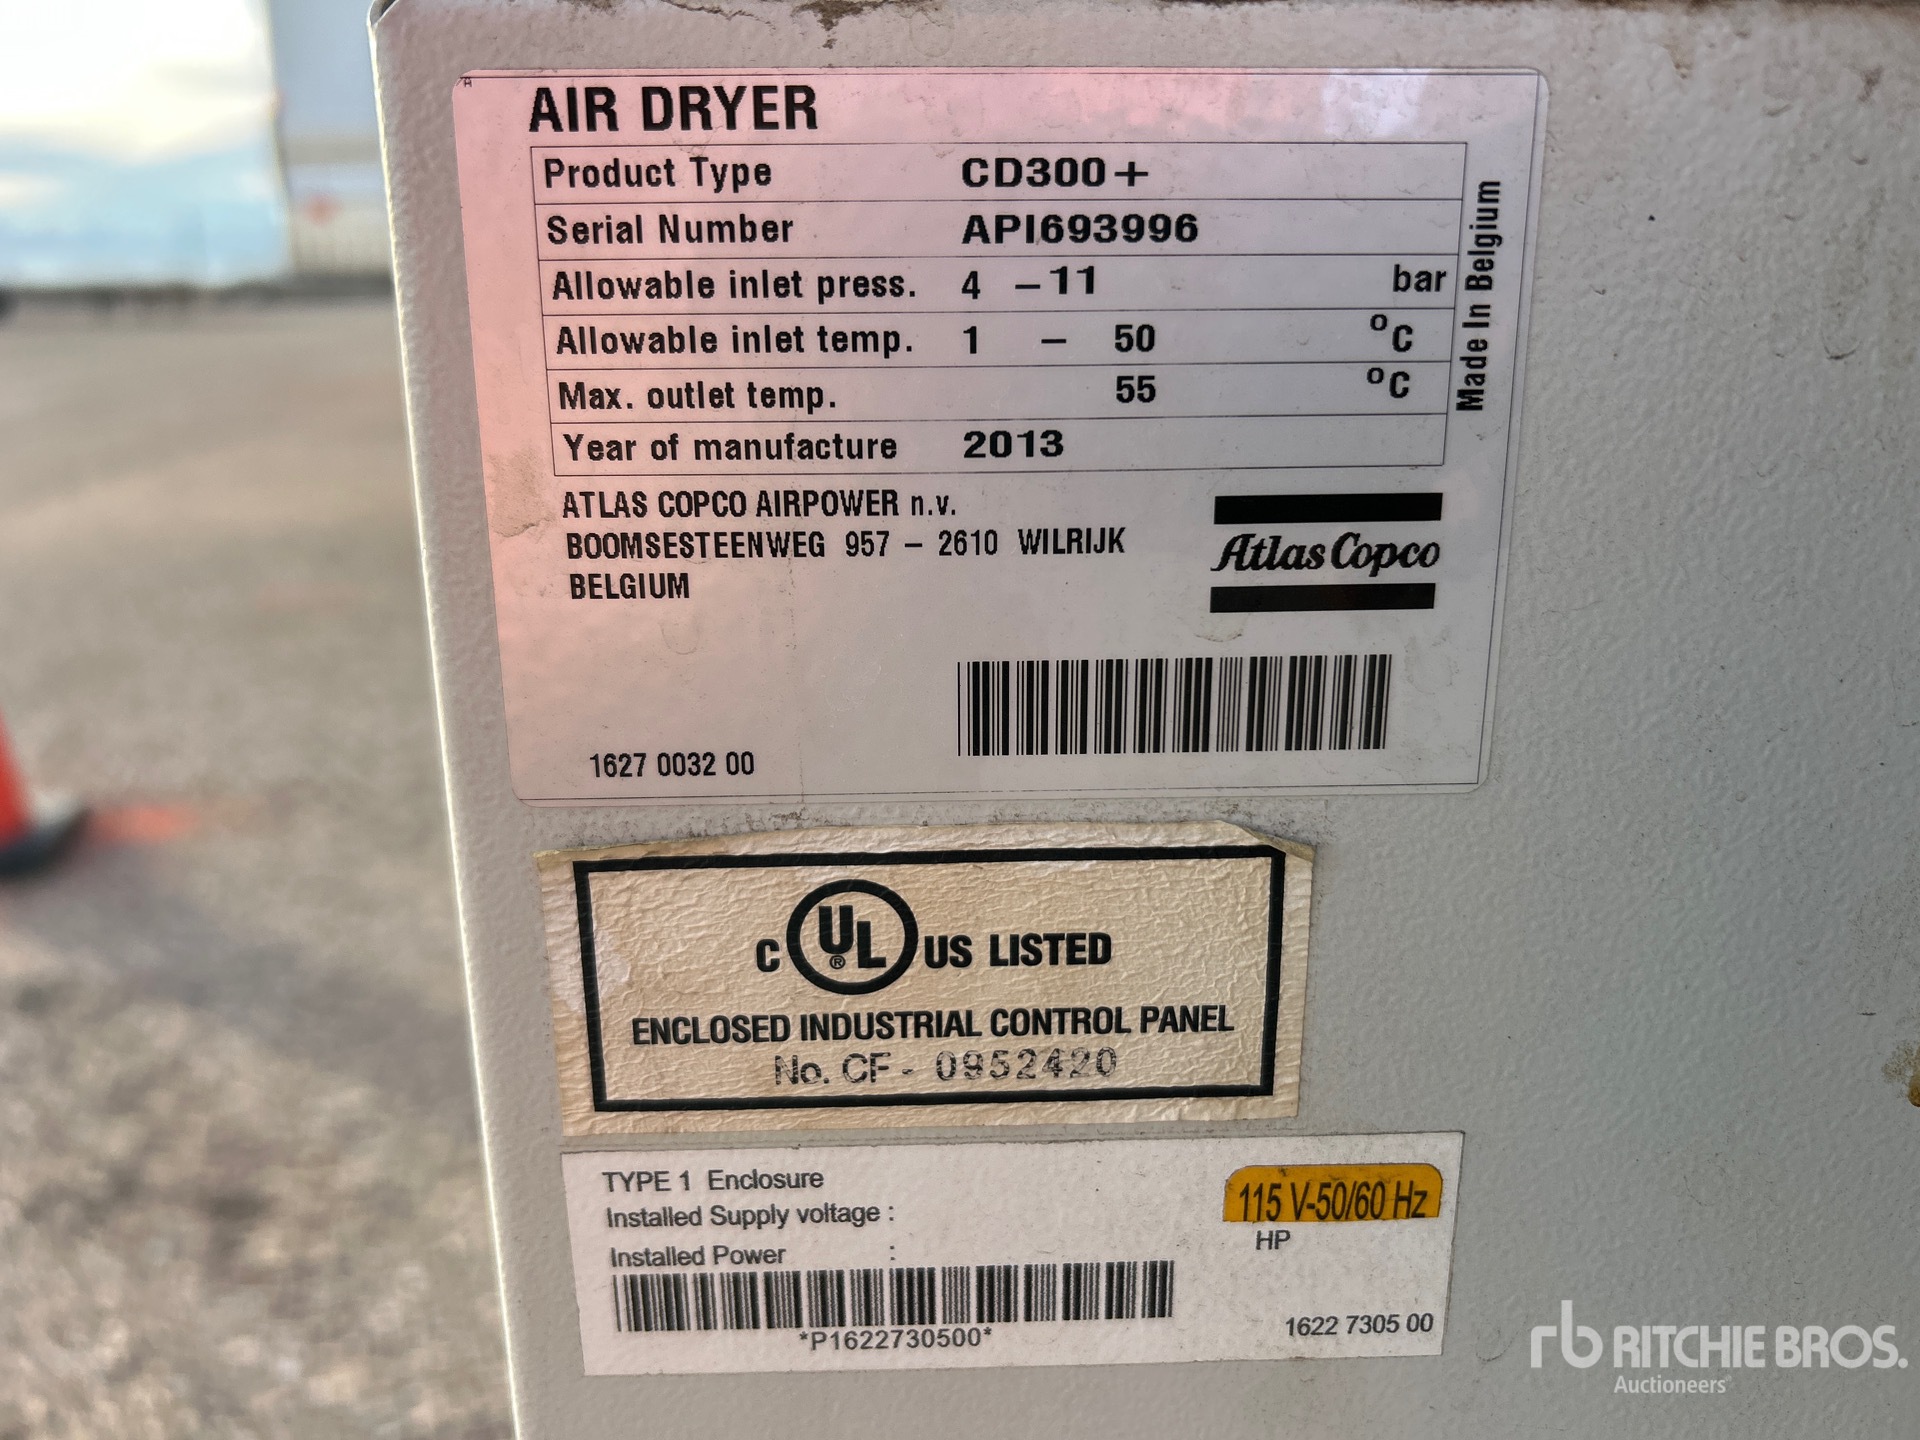 AIR DRYER
Product Type CD300+
Serial Number API693996
Allowable inlet press. 4 – 11 bar
Allowable inlet temp. 1 – 50 °C
Max. outlet temp. 55 °C
Year of manufacture 2013
Made In Belgium
ATLAS COPCO AIRPOWER n.v.
BOOMSESTEENWEG 957 – 2610 WILRIJK
BELGIUM
Atlas Copco
1627 0032 00
C UL® US LISTED
ENCLOSED INDUSTRIAL CONTROL PANEL
No. CF - 0952420
TYPE 1 Enclosure
Installed Supply voltage : 115 V-50/60 Hz
Installed Power : HP
*P1622730500*
1622 7305 00
rb RITCHIE BROS.
Auctioneers